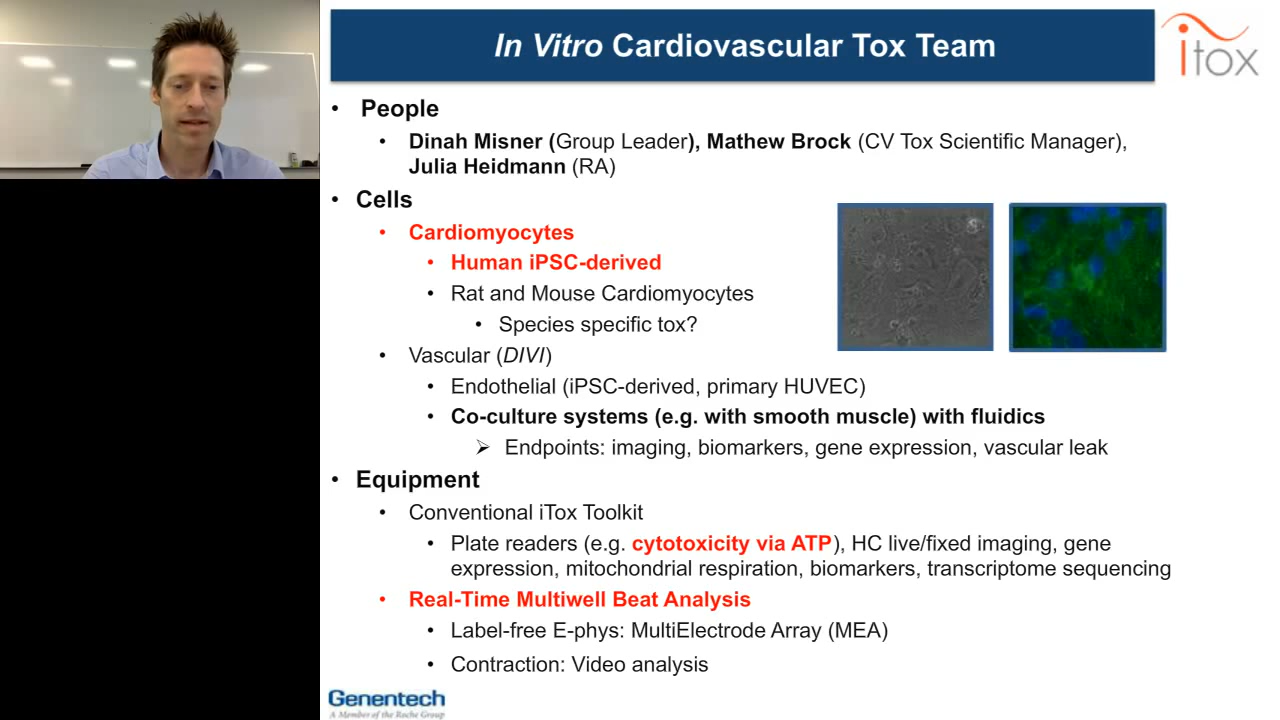 In Vitro Cardiovascular Tox Team
itox
• People
• Dinah Misner (Group Leader), Mathew Brock (CV Tox Scientific Manager),
Julia Heidmann (RA)
• Cells
• Cardiomyocytes
• Human iPSC-derived
• Rat and Mouse Cardiomyocytes
• Species specific tox?
• Vascular (DIVI)
• Endothelial (iPSC-derived, primary HUVEC)
• Co-culture systems (e.g. with smooth muscle) with fluidics
➢ Endpoints: imaging, biomarkers, gene expression, vascular leak
• Equipment
• Conventional iTox Toolkit
• Plate readers (e.g. cytotoxicity via ATP), HC live/fixed imaging, gene
expression, mitochondrial respiration, biomarkers, transcriptome sequencing
• Real-Time Multiwell Beat Analysis
• Label-free E-phys: MultiElectrode Array (MEA)
• Contraction: Video analysis
Genentech
A Member of the Roche Group